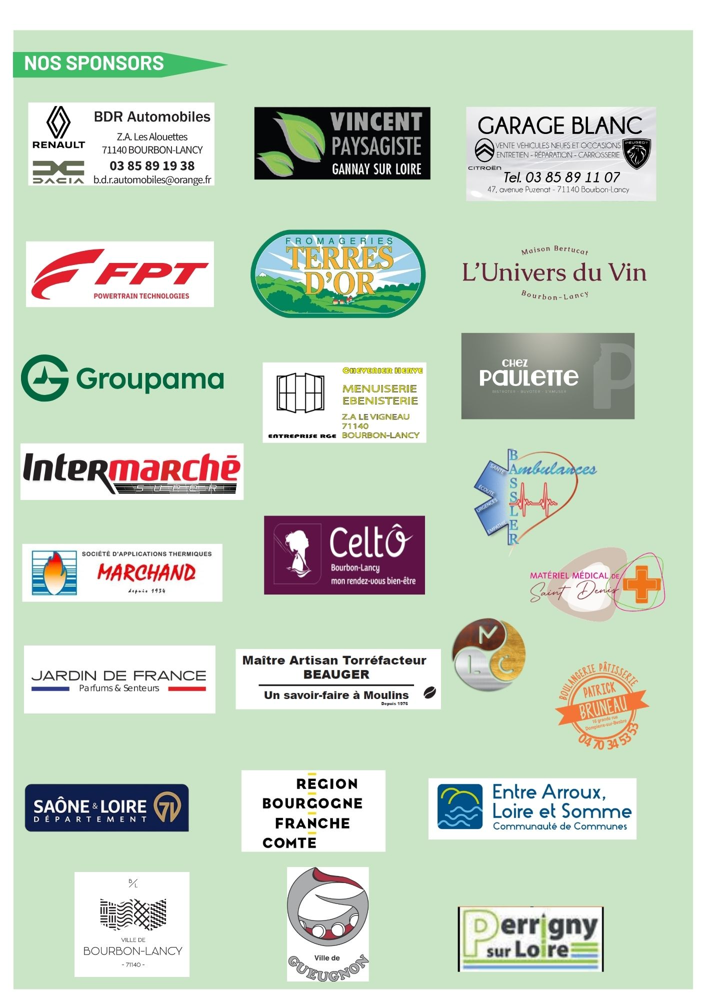 NOS SPONSORS
RENAULT
DACIA
BDR Automobiles
Z.A. Les Alouettes
71140 BOURBON-LANCY
03 85 89 19 38
b.d.r.automobiles@orange.fr
VINCENT
PAYSAGISTE
GANNAY SUR LOIRE
GARAGE BLANC
VENTE VÉHICULES NEUFS ET OCCASIONS
ENTRETIEN - RÉPARATION - CARROSSERIE
CITROËN
PEUGEOT
Tel. 03 85 89 11 07
47, avenue Puzenat - 71140 Bourbon-Lancy
FPT
POWERTRAIN TECHNOLOGIES
FROMAGERIES
TERRES
D'OR
Maison Bertucat
L'Univers du Vin
Bourbon-Lancy
Groupama
CHEVENIER HERVE
MENUISERIE
EBENISTERIE
Z.A LE VIGNEAU
71140
BOURBON-LANCY
ENTREPRISE RGE
CHEZ
PAULETTE
BISTROTER - BUVOTER - S'AMUSER
P
Intermarché
SUPER
BASSLER
Ambulances
SANTÉ
ÉCOUTE
URGENCES
EMPATHIE
SOCIÉTÉ D'APPLICATIONS THERMIQUES
MARCHAND
depuis 1934
CeltÔ
Bourbon-Lancy
mon rendez-vous bien-être
MATÉRIEL MÉDICAL DE
Saint Denis
JARDIN DE FRANCE
Parfums & Senteurs
Maître Artisan Torréfacteur
BEAUGER
Un savoir-faire à Moulins
Depuis 1976
M
L C
BOULANGERIE PÂTISSERIE
PATRICK
BRUNEAU
16 grande rue
Dompierre-sur-Besbre
04 70 34 53 53
SAÔNE & LOIRE 71
DÉPARTEMENT
REGION
BOURGOGNE
FRANCHE
COMTE
Entre Arroux,
Loire et Somme
Communauté de Communes
B/L
VILLE DE
BOURBON-LANCY
- 71140 -
Ville de
GUEUGNON
Perrigny
sur Loire